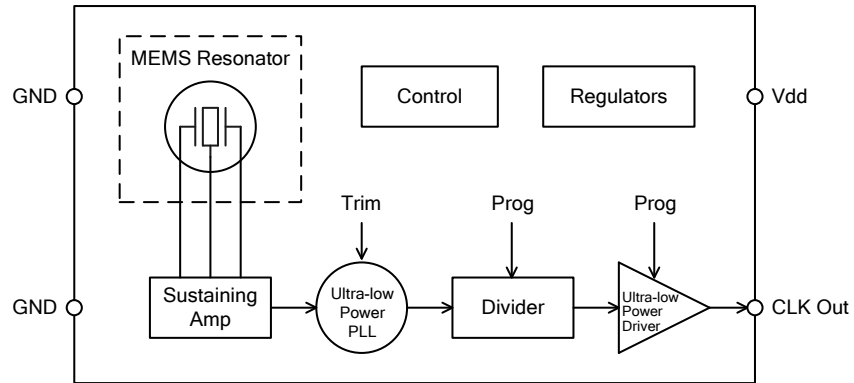 MEMS Resonator
GND
Control
Regulators
Vdd
Trim
Prog
Prog
GND
Sustaining
Amp
Ultra-low
Power
PLL
Divider
Ultra-low
Power
Driver
CLK Out